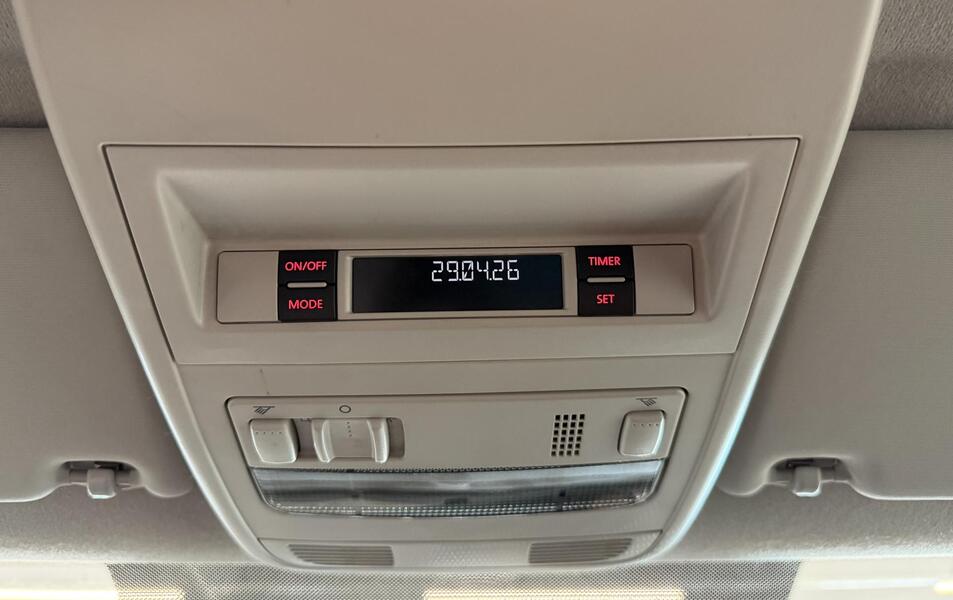 ON/OFF
MODE
29.04.26
TIMER
SET